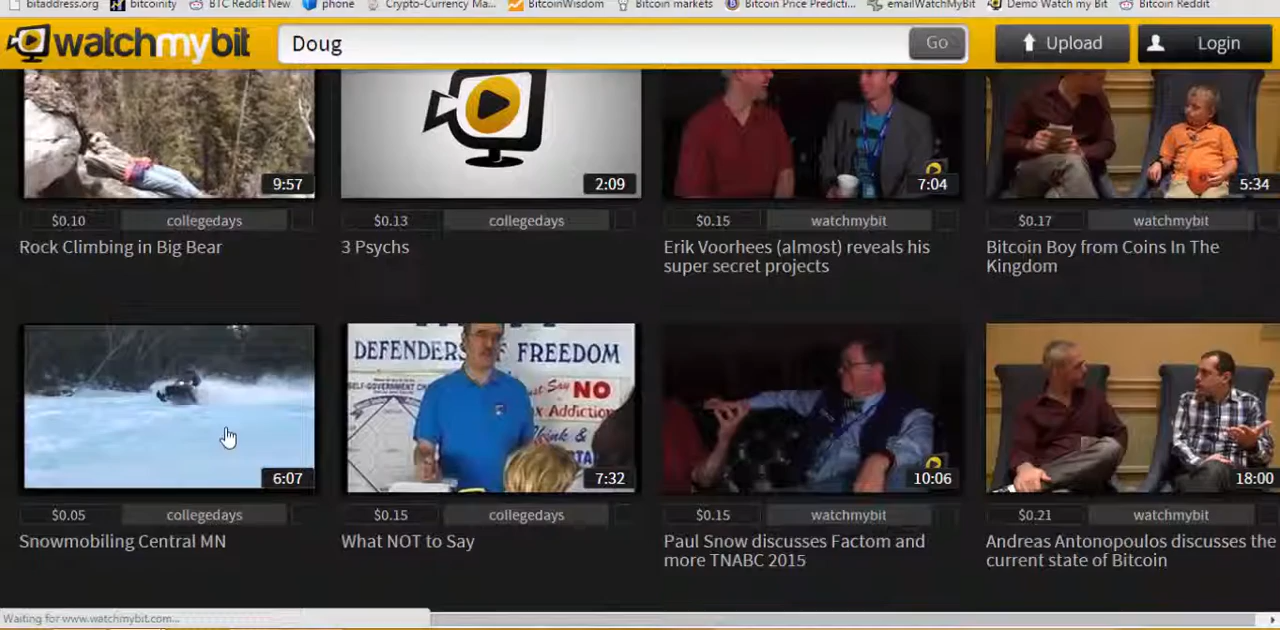 bitaddress.org bitcoinity BTC Reddit New phone Crypto-Currency Ma... BitcoinWisdom Bitcoin markets Bitcoin Price Predicti... emailWatchMyBit Demo Watch my Bit Bitcoin Reddit
watchmybit Doug Go Upload Login
9:57 2:09 7:04 5:34
$0.10 collegedays $0.13 collegedays $0.15 watchmybit $0.17 watchmybit
Rock Climbing in Big Bear
3 Psychs
Erik Voorhees (almost) reveals his
super secret projects
Bitcoin Boy from Coins In The
Kingdom
DEFENDERS OF FREEDOM
SELF-GOVERNMENT
Just Say NO
Addiction
Think &
6:07 7:32 10:06 18:00
$0.05 collegedays $0.15 collegedays $0.15 watchmybit $0.21 watchmybit
Snowmobiling Central MN
What NOT to Say
Paul Snow discusses Factom and
more TNABC 2015
Andreas Antonopoulos discusses the
current state of Bitcoin
Waiting for www.watchmybit.com...